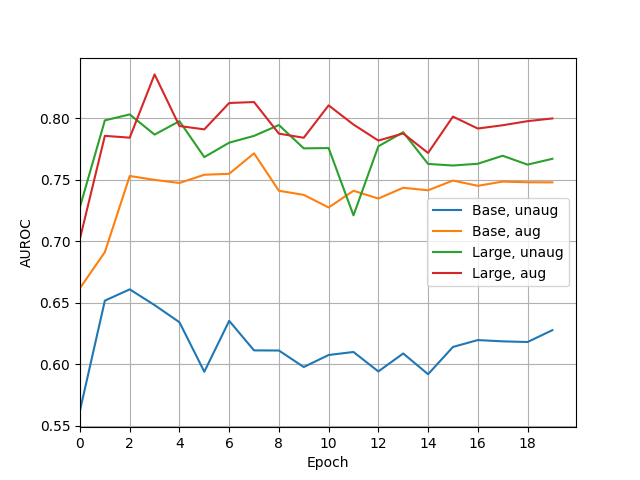 0.80
0.75
0.70
0.65
0.60
0.55
AUROC
Base, unaug
Base, aug
Large, unaug
Large, aug
0 2 4 6 8 10 12 14 16 18
Epoch